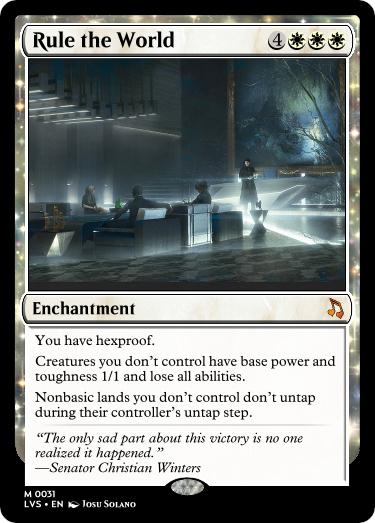 Rule the World 4
Enchantment
You have hexproof.
Creatures you don't control have base power and
toughness 1/1 and lose all abilities.
Nonbasic lands you don't control don't untap
during their controller's untap step.
“The only sad part about this victory is no one
realized it happened.”
—Senator Christian Winters
M 0031
LVS • EN Josu Solano